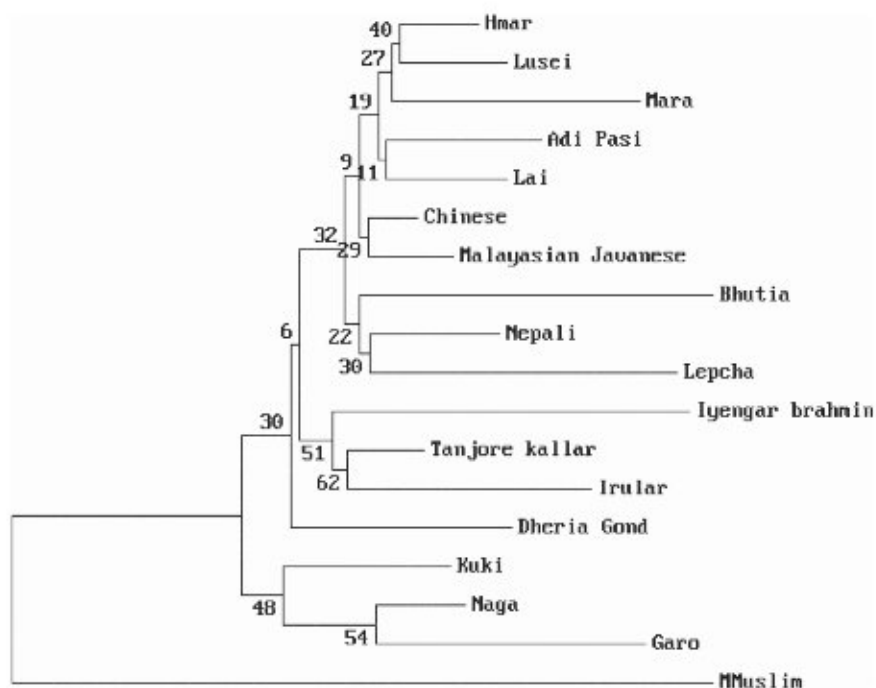 40 Hmar
27 Lusei
Mara
19
Adi Pasi
9 11 Lai
Chinese
32 29 Malayasian Javanese
Bhutia
6 22 Nepali
30 Lepcha
Iyengar brahmin
30 51 Tanjore kallar
62 Irular
Dheria Gond
Kuki
48 Naga
54 Garo
MMuslim